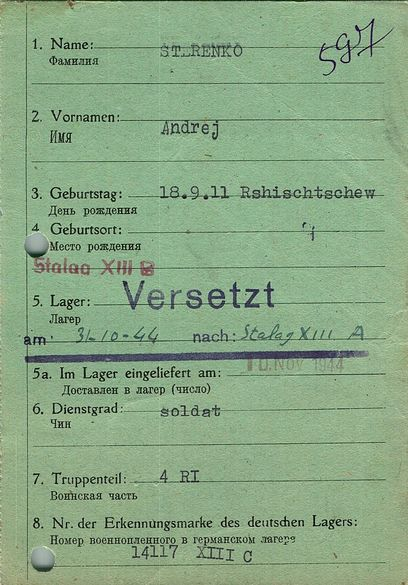 597
1. Name: ST.RENKO
Фамилия
2. Vornamen: Andrej
Имя
3. Geburtstag: 18.9.11 Rshischtschew
День рождения
4. Geburtsort:
Место рождения
Stalag XIII B
5. Lager: Versetzt
Лагерь
am: 31-10-44 nach: Stalag XIII A
10. Nov 1944
5a. Im Lager eingeliefert am:
Доставлен в лагерь (число)
6. Dienstgrad: soldat
Чин
7. Truppenteil: 4 RI
Воинская часть
8. Nr. der Erkennungsmarke des deutschen Lagers:
Номер военнопленного в германском лагере
14117 XIII C